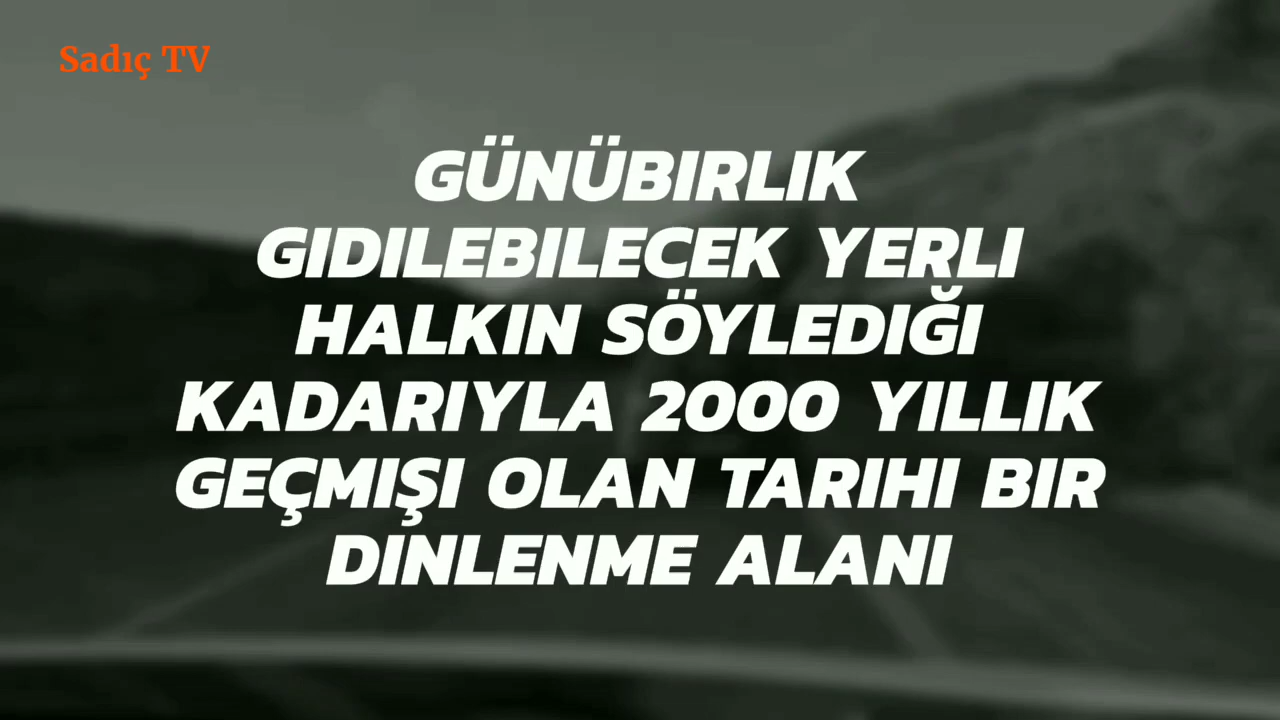 Sadıç TV
GÜNÜBIRLIK
GIDILEBILECEK YERLI
HALKIN SÖYLEDIĞI
KADARIYLA 2000 YILLIK
GEÇMIŞI OLAN TARIHI BIR
DINLENME ALANI